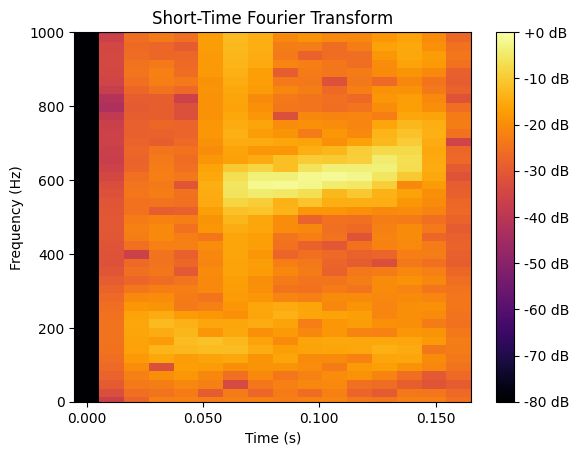 Short-Time Fourier Transform
Frequency (Hz)
1000
800
600
400
200
0
0.000
0.050
0.100
0.150
Time (s)
+0 dB
-10 dB
-20 dB
-30 dB
-40 dB
-50 dB
-60 dB
-70 dB
-80 dB